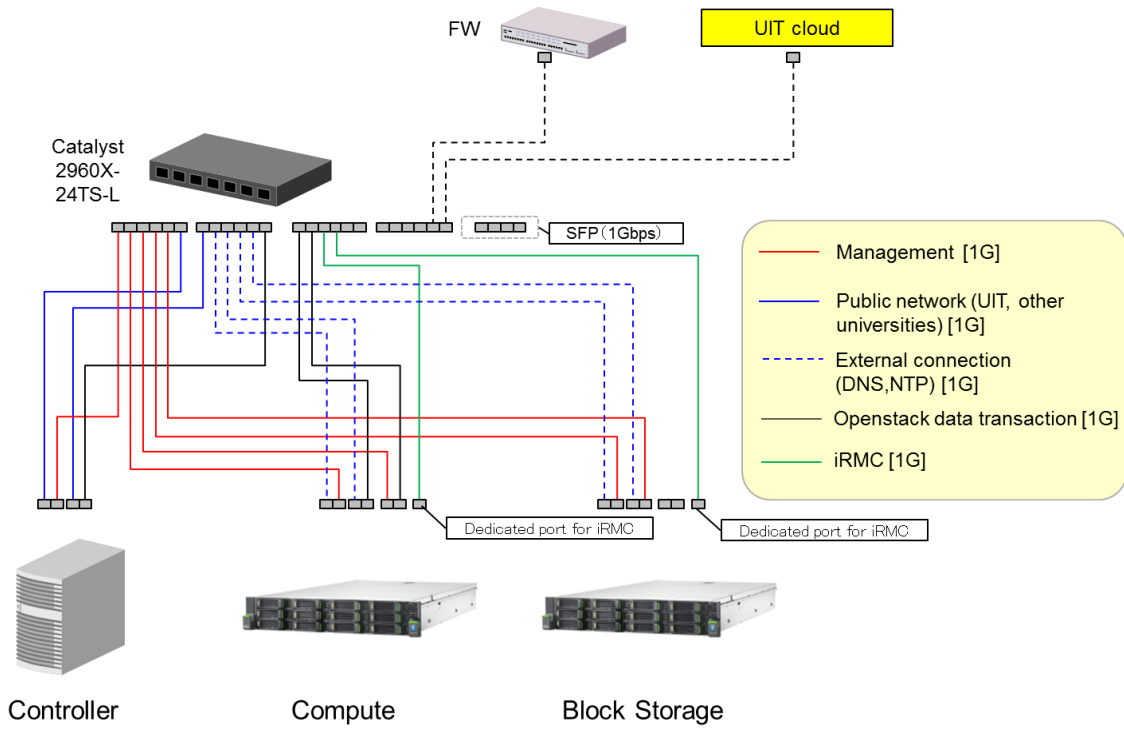 FW
UIT cloud
Catalyst
2960X-
24TS-L
SFP（1Gbps）
Management [1G]
Public network (UIT, other
universities) [1G]
External connection
(DNS,NTP) [1G]
Openstack data transaction [1G]
iRMC [1G]
Dedicated port for iRMC
Dedicated port for iRMC
Controller
Compute
Block Storage